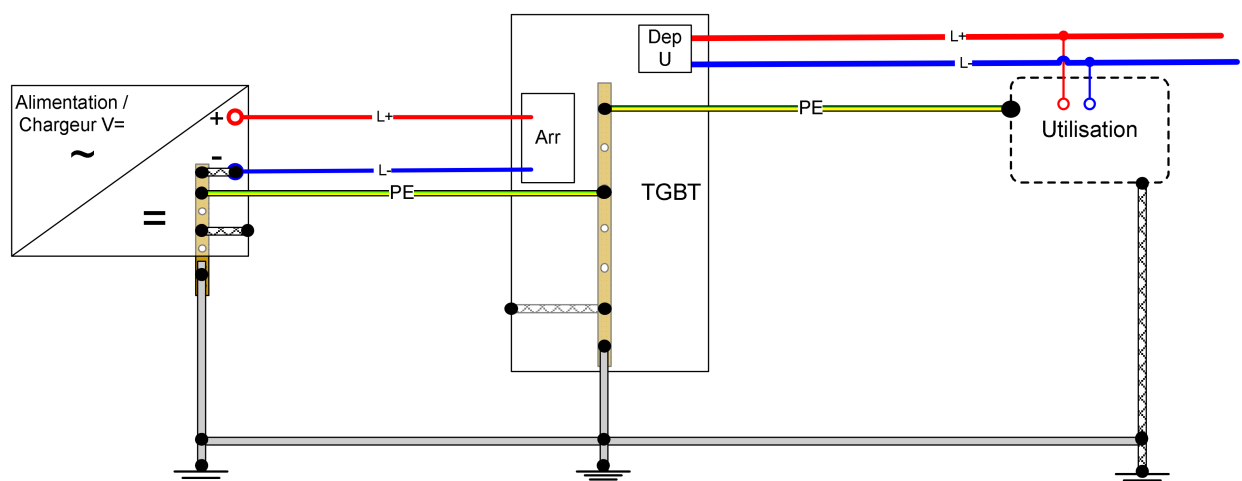 Alimentation /
Chargeur V=
~
=
+
-
L+
L-
PE
Arr
TGBT
Dep
U
L+
L-
PE
Utilisation